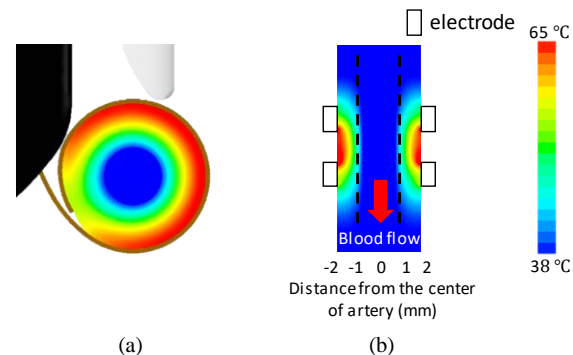 electrode
65 ℃
Blood flow
38 ℃
-2 -1 0 1 2
Distance from the center
of artery (mm)
(a)
(b)